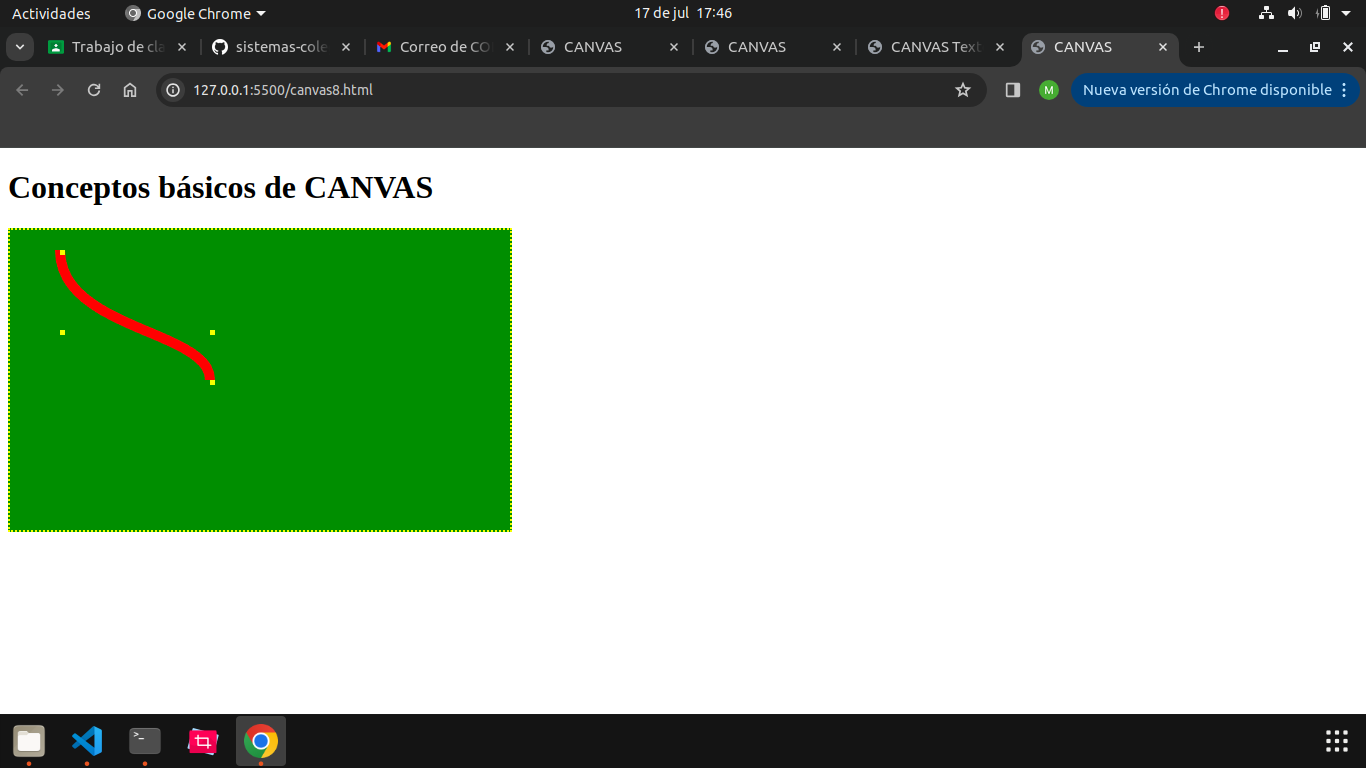 Actividades Google Chrome 17 de jul 17:46
Trabajo de cla sistemas-cole Correo de CO CANVAS CANVAS CANVAS Text CANVAS
127.0.0.1:5500/canvas8.html M Nueva versión de Chrome disponible
Conceptos básicos de CANVAS